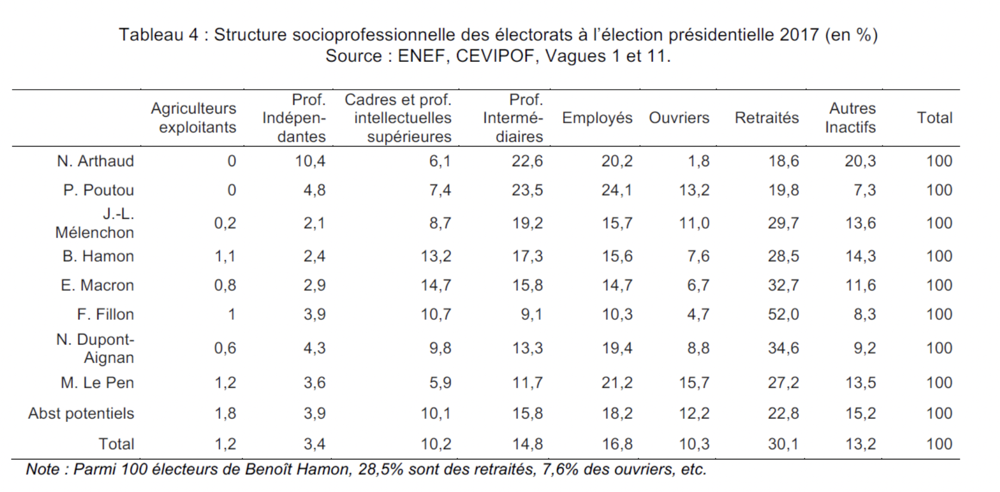 Tableau 4 : Structure socioprofessionnelle des électorats à l’élection présidentielle 2017 (en %)
Source : ENEF, CEVIPOF, Vagues 1 et 11.
Agriculteurs exploitants Prof. Indépen-dantes Cadres et prof. intellectuelles supérieures Prof. Intermé-diaires Employés Ouvriers Retraités Autres Inactifs Total
N. Arthaud 0 10,4 6,1 22,6 20,2 1,8 18,6 20,3 100
P. Poutou 0 4,8 7,4 23,5 24,1 13,2 19,8 7,3 100
J.-L. Mélenchon 0,2 2,1 8,7 19,2 15,7 11,0 29,7 13,6 100
B. Hamon 1,1 2,4 13,2 17,3 15,6 7,6 28,5 14,3 100
E. Macron 0,8 2,9 14,7 15,8 14,7 6,7 32,7 11,6 100
F. Fillon 1 3,9 10,7 9,1 10,3 4,7 52,0 8,3 100
N. Dupont-Aignan 0,6 4,3 9,8 13,3 19,4 8,8 34,6 9,2 100
M. Le Pen 1,2 3,6 5,9 11,7 21,2 15,7 27,2 13,5 100
Abst potentiels 1,8 3,9 10,1 15,8 18,2 12,2 22,8 15,2 100
Total 1,2 3,4 10,2 14,8 16,8 10,3 30,1 13,2 100
Note : Parmi 100 électeurs de Benoît Hamon, 28,5% sont des retraités, 7,6% des ouvriers, etc.